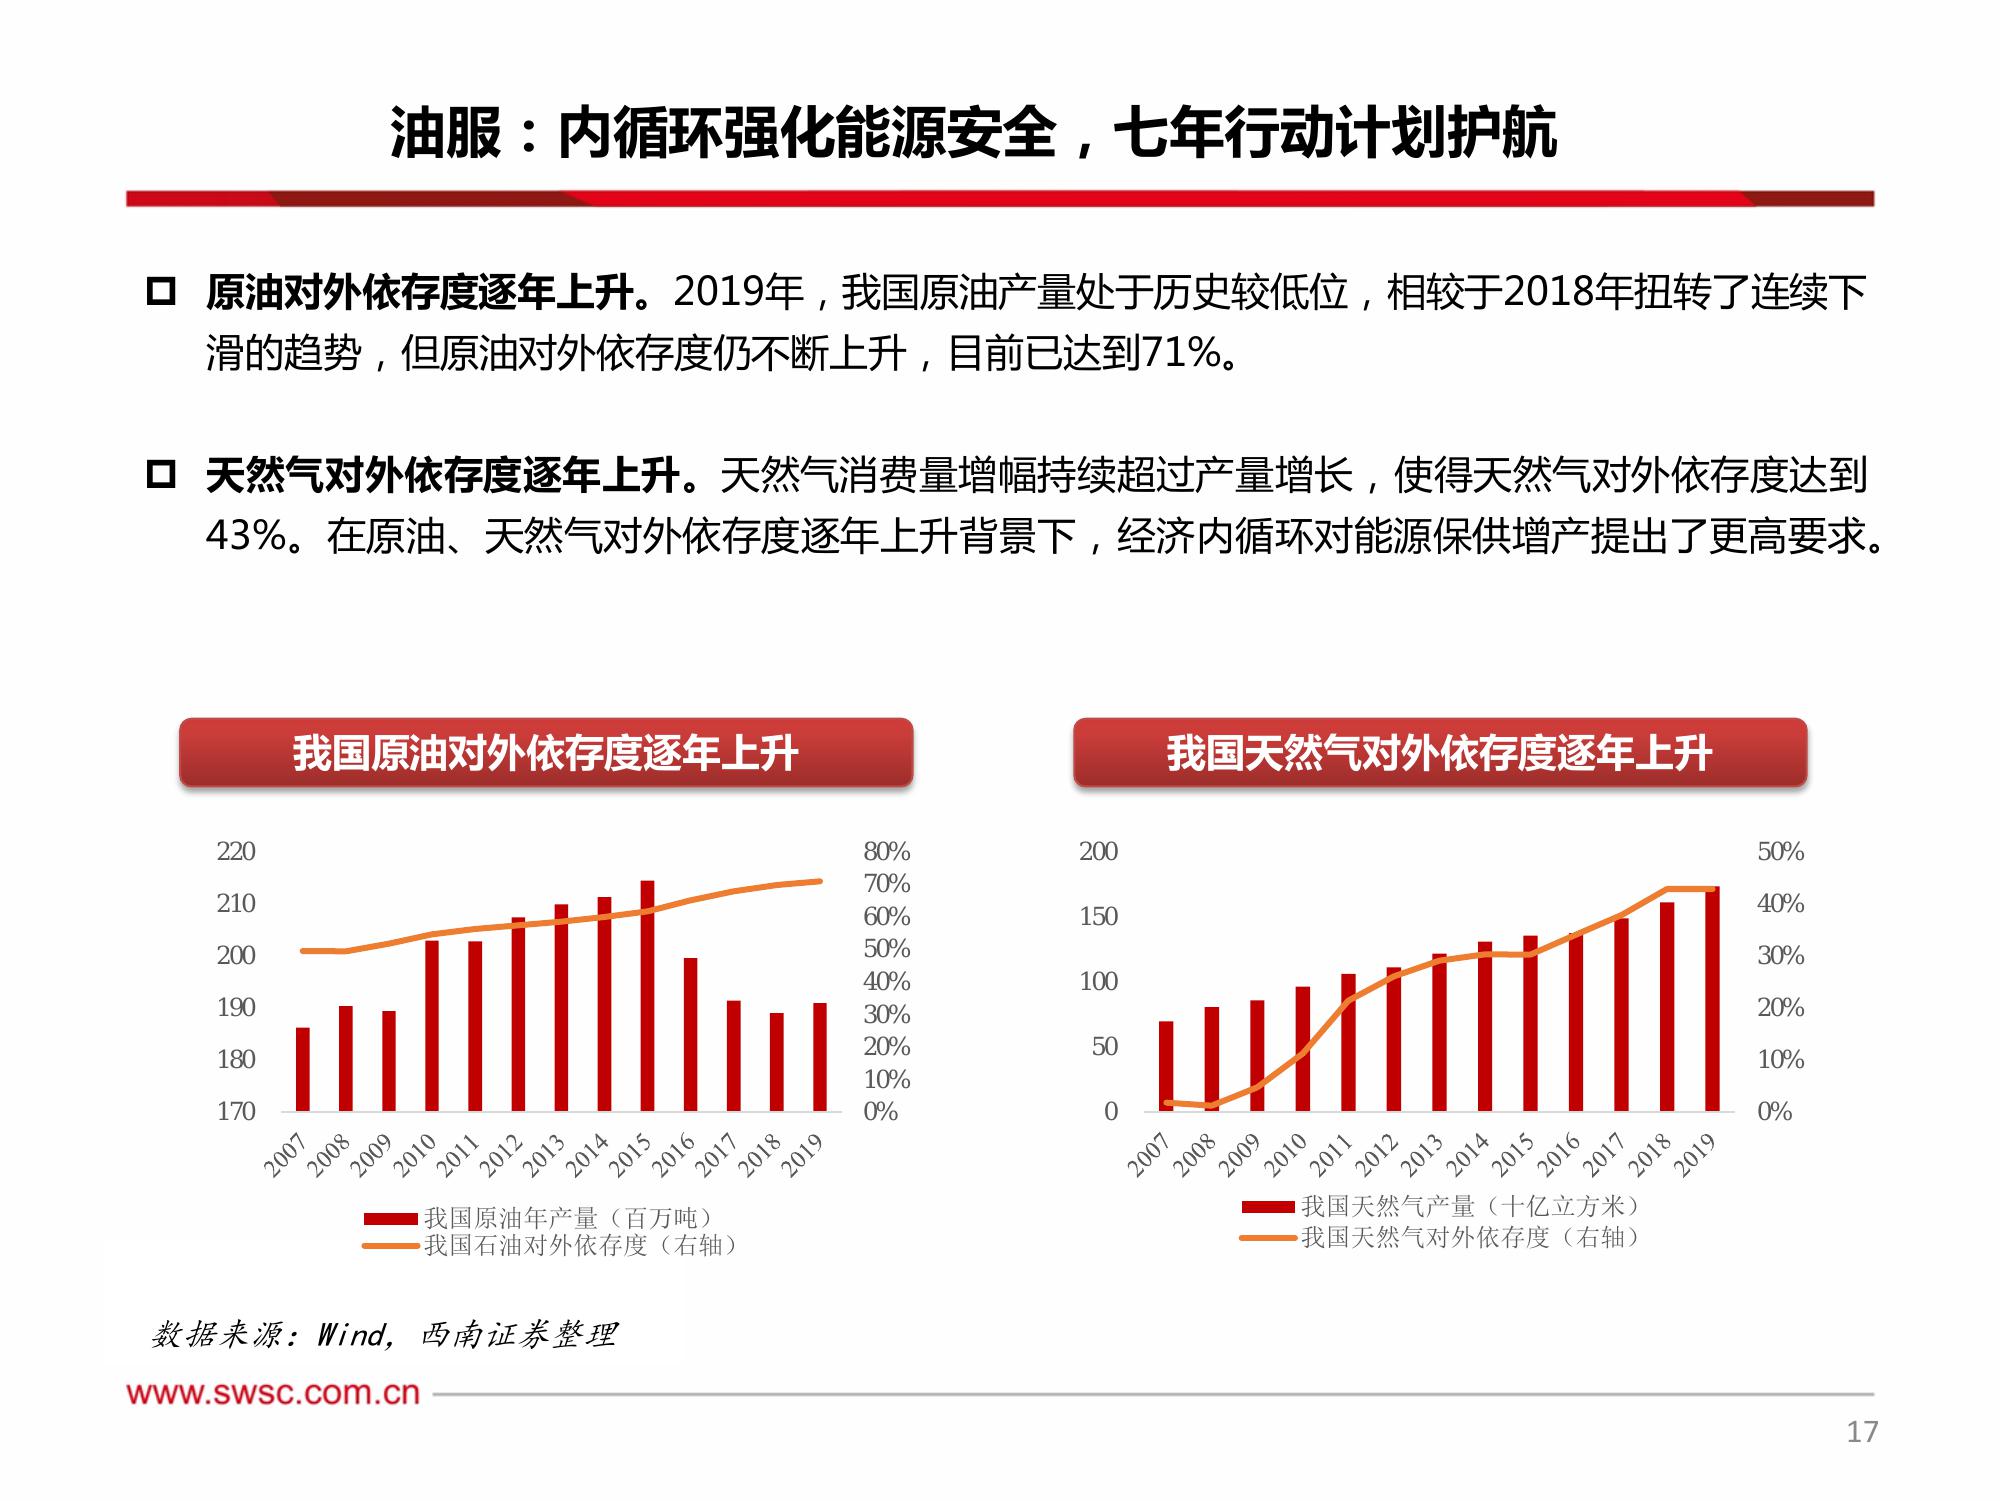 油服：内循环强化能源安全，七年行动计划护航
原油对外依存度逐年上升。2019年，我国原油产量处于历史较低位，相较于2018年扭转了连续下
滑的趋势，但原油对外依存度仍不断上升，目前已达到71%。
天然气对外依存度逐年上升。天然气消费量增幅持续超过产量增长，使得天然气对外依存度达到
43%。在原油、天然气对外依存度逐年上升背景下，经济内循环对能源保供增产提出了更高要求。
我国原油对外依存度逐年上升
220
210
200
190
180
170
80%
70%
60%
50%
40%
30%
20%
10%
0%
2007 2008 2009 2010 2011 2012 2013 2014 2015 2016 2017 2018 2019
我国原油年产量（百万吨）
我国石油对外依存度（右轴）
我国天然气对外依存度逐年上升
200
150
100
50
0
50%
40%
30%
20%
10%
0%
2007 2008 2009 2010 2011 2012 2013 2014 2015 2016 2017 2018 2019
我国天然气产量（十亿立方米）
我国天然气对外依存度（右轴）
数据来源：Wind，西南证券整理
www.swsc.com.cn
17